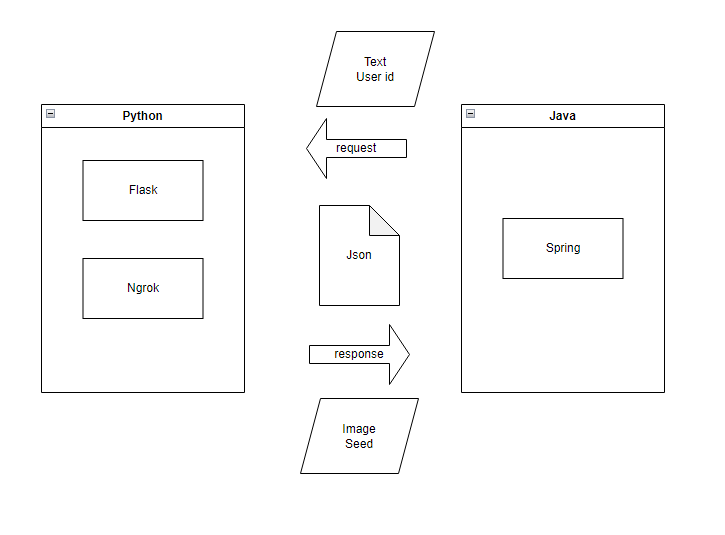 Text
User id
Python
Java
request
Flask
Json
Spring
Ngrok
response
Image
Seed